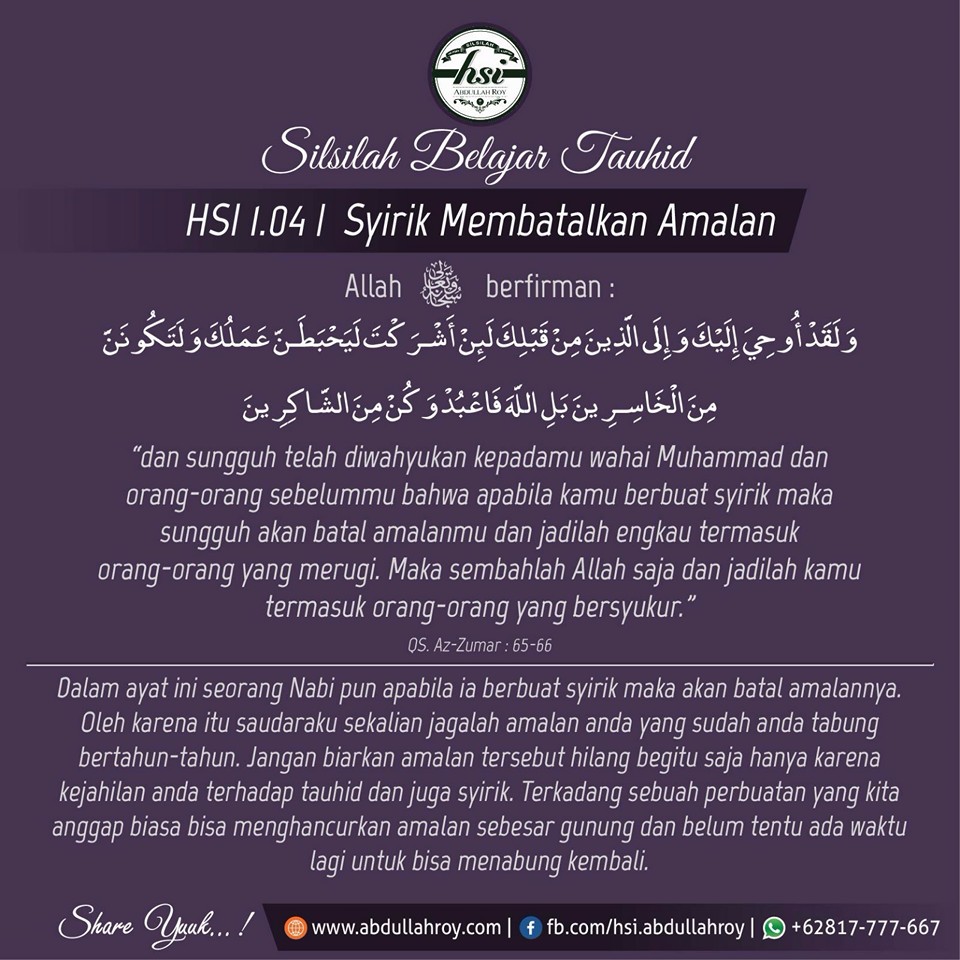 SILSILAH
hsi
ABDULLAH ROY
Silsilah Belajar Tauhid
HSI 1.04 | Syirik Membatalkan Amalan
Allah سبحانه وتعالى berfirman :
وَلَقَدْ أُوحِيَ إِلَيْكَ وَإِلَى الَّذِينَ مِنْ قَبْلِكَ لَئِنْ أَشْرَكْتَ لَيَحْبَطَنَّ عَمَلُكَ وَلَتَكُونَنَّ
مِنَ الْخَاسِرِينَ بَلِ اللَّهَ فَاعْبُدْ وَكُنْ مِنَ الشَّاكِرِينَ
“dan sungguh telah diwahyukan kepadamu wahai Muhammad dan
orang-orang sebelummu bahwa apabila kamu berbuat syirik maka
sungguh akan batal amalanmu dan jadilah engkau termasuk
orang-orang yang merugi. Maka sembahlah Allah saja dan jadilah kamu
termasuk orang-orang yang bersyukur.”
QS. Az-Zumar : 65-66
Dalam ayat ini seorang Nabi pun apabila ia berbuat syirik maka akan batal amalannya.
Oleh karena itu saudaraku sekalian jagalah amalan anda yang sudah anda tabung
bertahun-tahun. Jangan biarkan amalan tersebut hilang begitu saja hanya karena
kejahilan anda terhadap tauhid dan juga syirik. Terkadang sebuah perbuatan yang kita
anggap biasa bisa menghancurkan amalan sebesar gunung dan belum tentu ada waktu
lagi untuk bisa menabung kembali.
Share Yuuk... ! www.abdullahroy.com | fb.com/hsi.abdullahroy | +62817-777-667